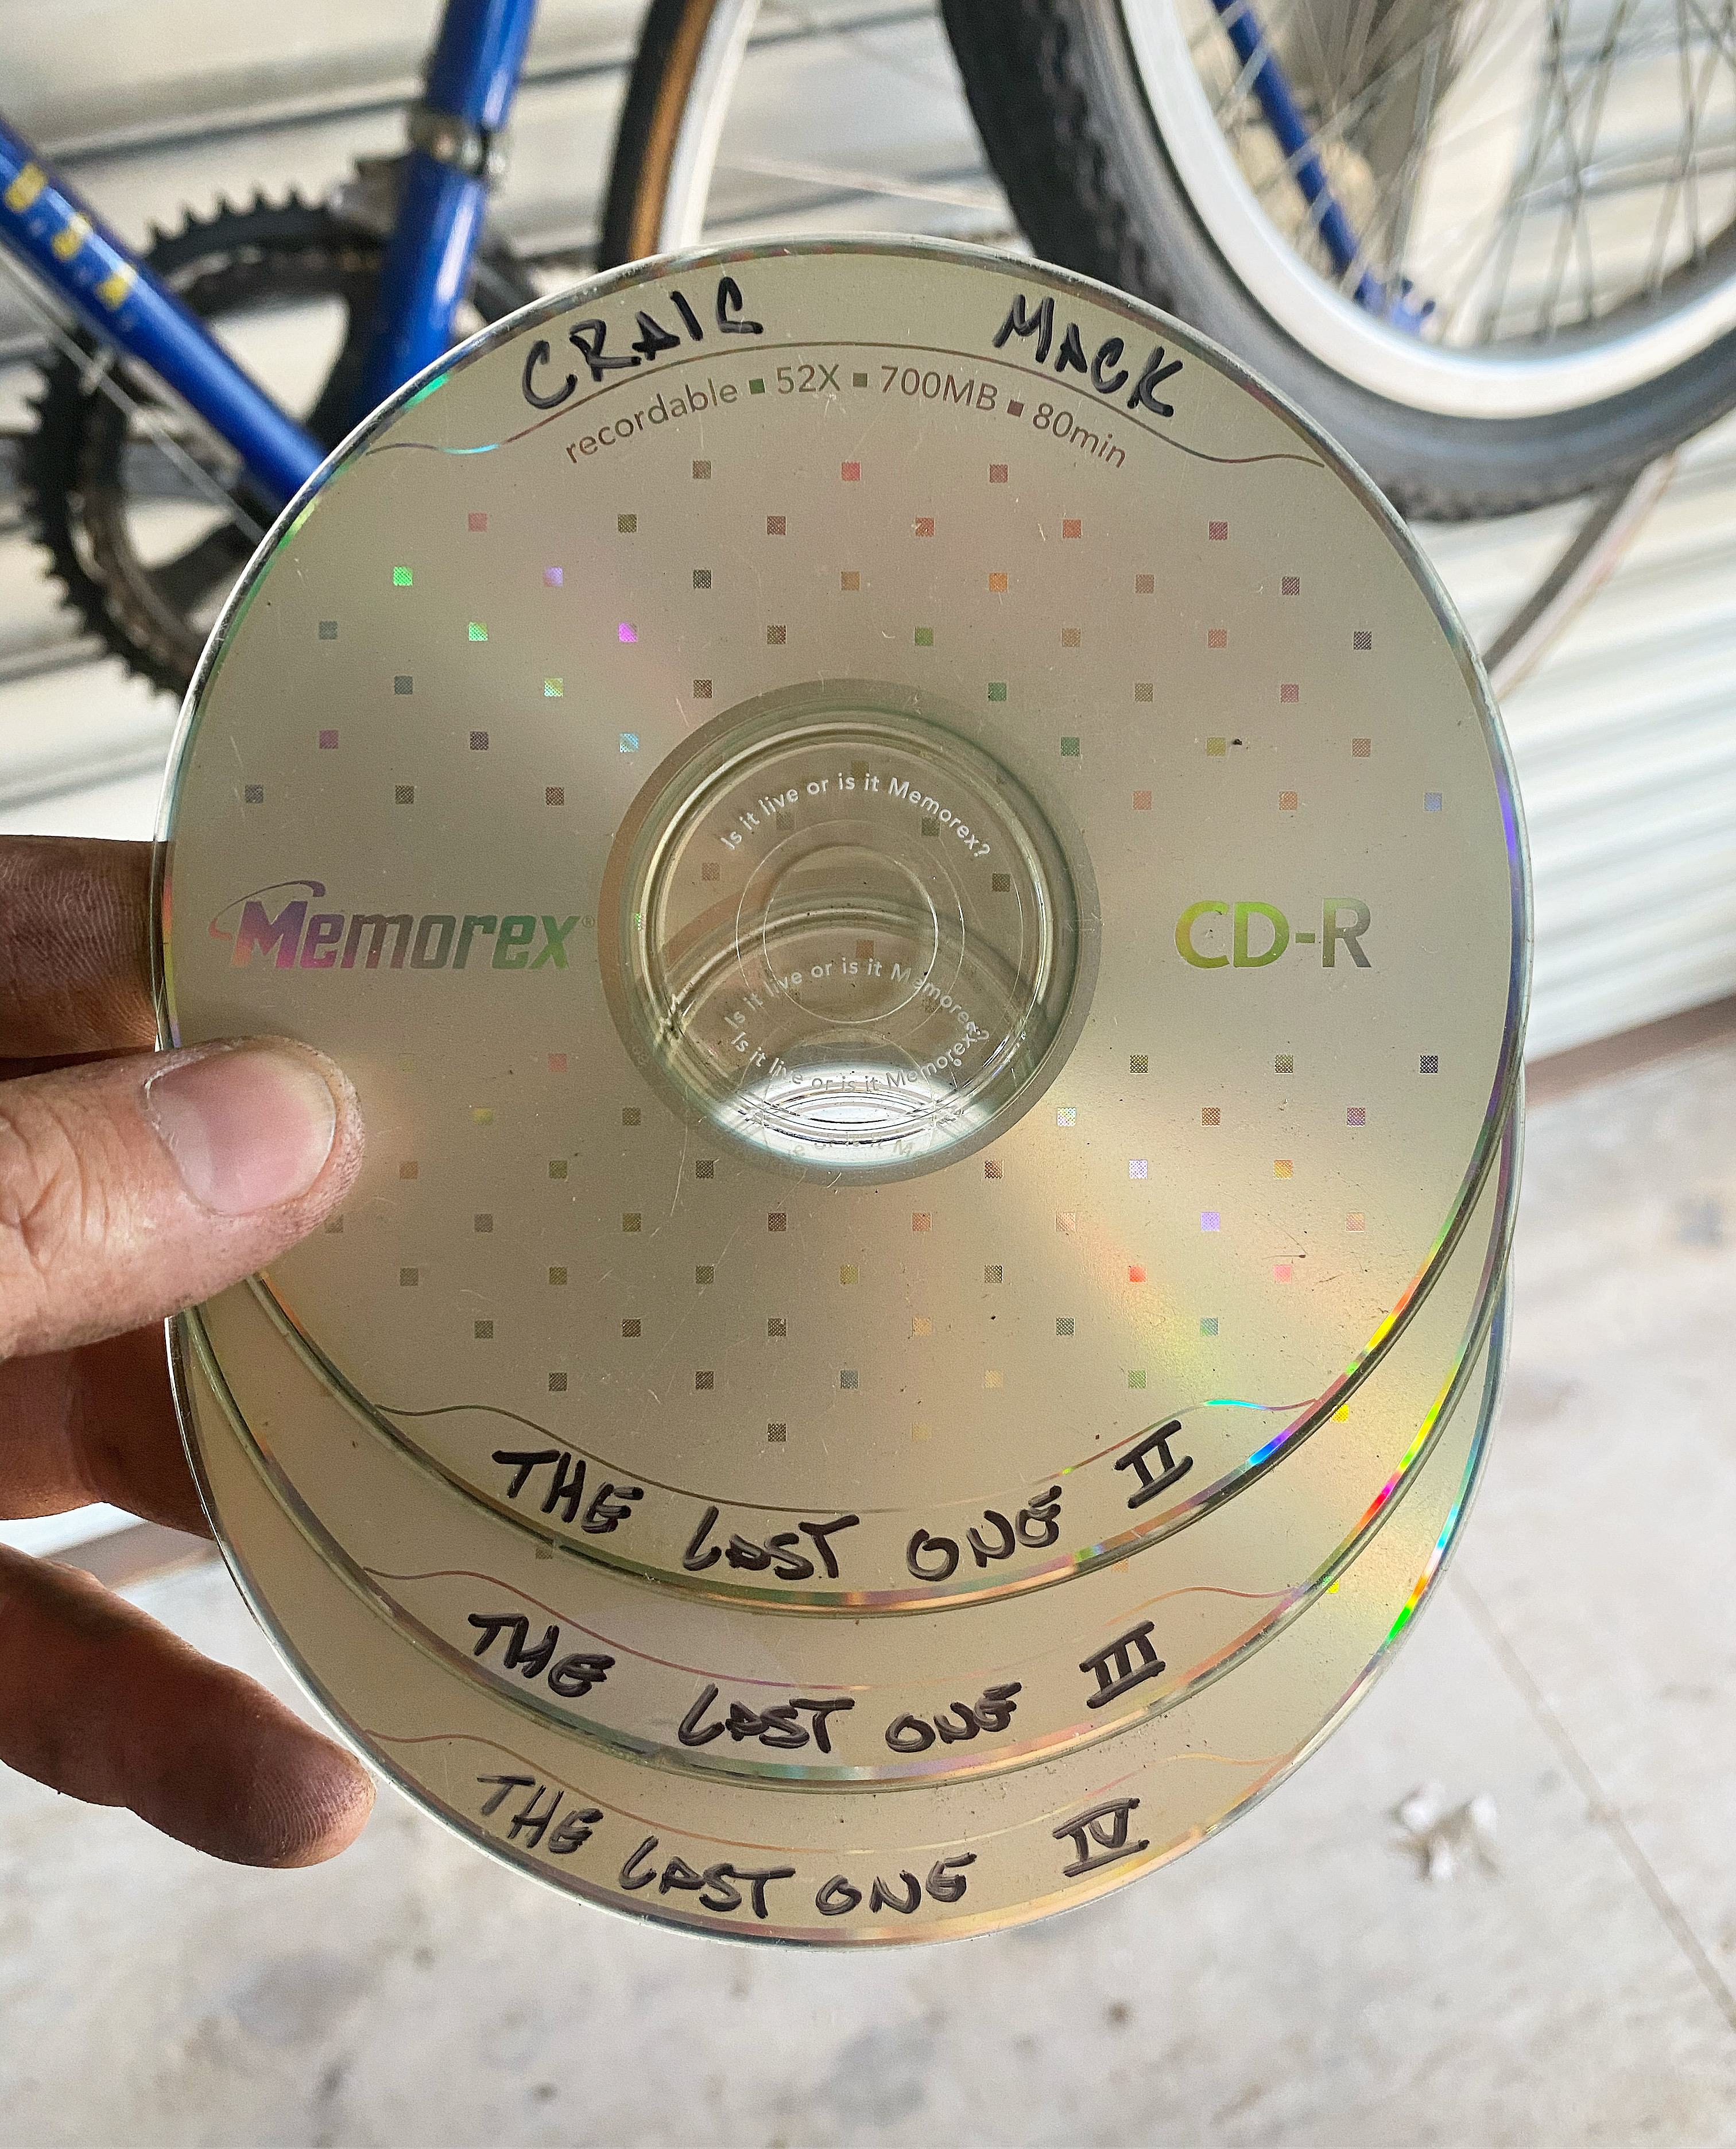 CRAIG MACK
recordable ▪ 52X ▪ 700MB ▪ 80min
Is it live or is it Memorex?
Memorex®
CD-R
Is it live or is it Memorex?
Is it live or is it Memorex?
THE LAST ONE II
THE LAST ONE III
THE LAST ONE IV